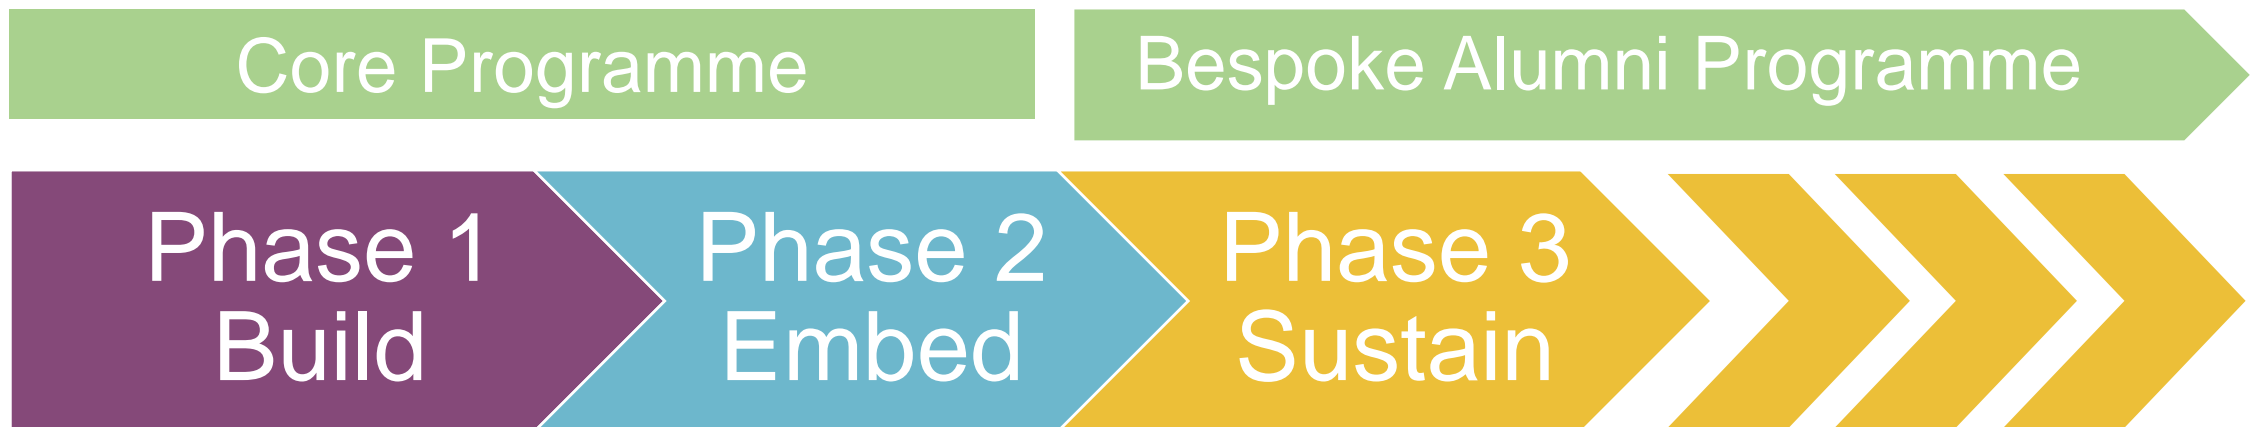 Core Programme
Bespoke Alumni Programme
Phase 1
Build
Phase 2
Embed
Phase 3
Sustain